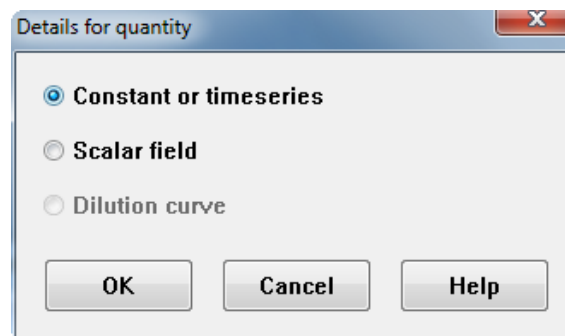 Details for quantity
Constant or timeseries
Scalar field
Dilution curve
OK Cancel Help